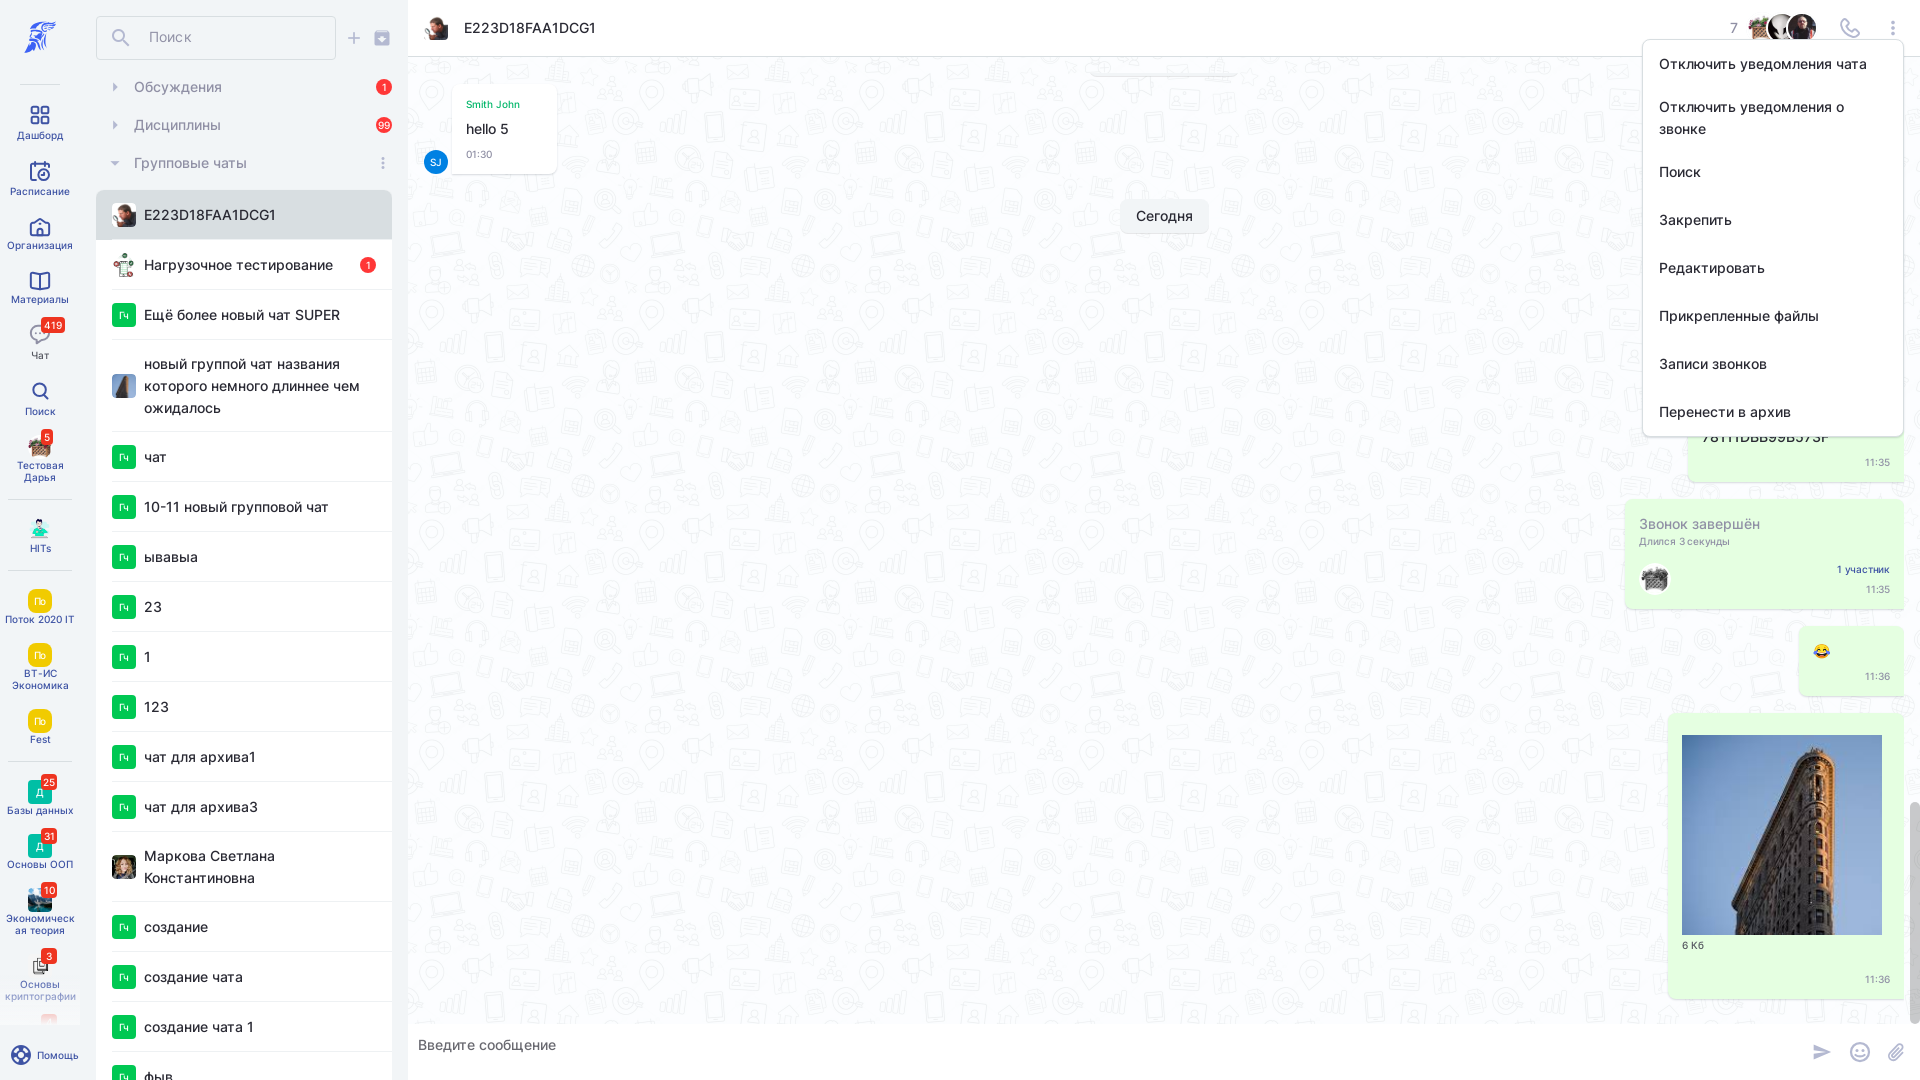 Дашборд
Расписание
Организация
Материалы
419
Чат
Поиск
5
Тестовая
Дарья
HITs
По
Поток 2020 IT
По
ВТ-ИС
Экономика
По
Fest
25
Д
Базы данных
31
Д
Основы ООП
10
Экономическ
ая теория
3
Основы
криптографии
Помощь
Поиск
Обсуждения
1
Дисциплины
99
Групповые чаты
E223D18FAA1DCG1
Нагрузочное тестирование
1
Гч
Ещё более новый чат SUPER
новый группой чат названия
которого немного длиннее чем
ожидалось
Гч
чат
Гч
10-11 новый групповой чат
Гч
ывавыа
Гч
23
Гч
1
Гч
123
Гч
чат для архива1
Гч
чат для архива3
Маркова Светлана
Константиновна
Гч
создание
Гч
создание чата
Гч
создание чата 1
Гч
фыв
E223D18FAA1DCG1
7
Smith John
hello 5
01:30
SJ
Сегодня
Отключить уведомления чата
Отключить уведомления о
звонке
Поиск
Закрепить
Редактировать
Прикрепленные файлы
Записи звонков
Перенести в архив
11:35
Звонок завершён
Длился 3 секунды
1 участник
11:35
11:36
6 Кб
11:36
Введите сообщение